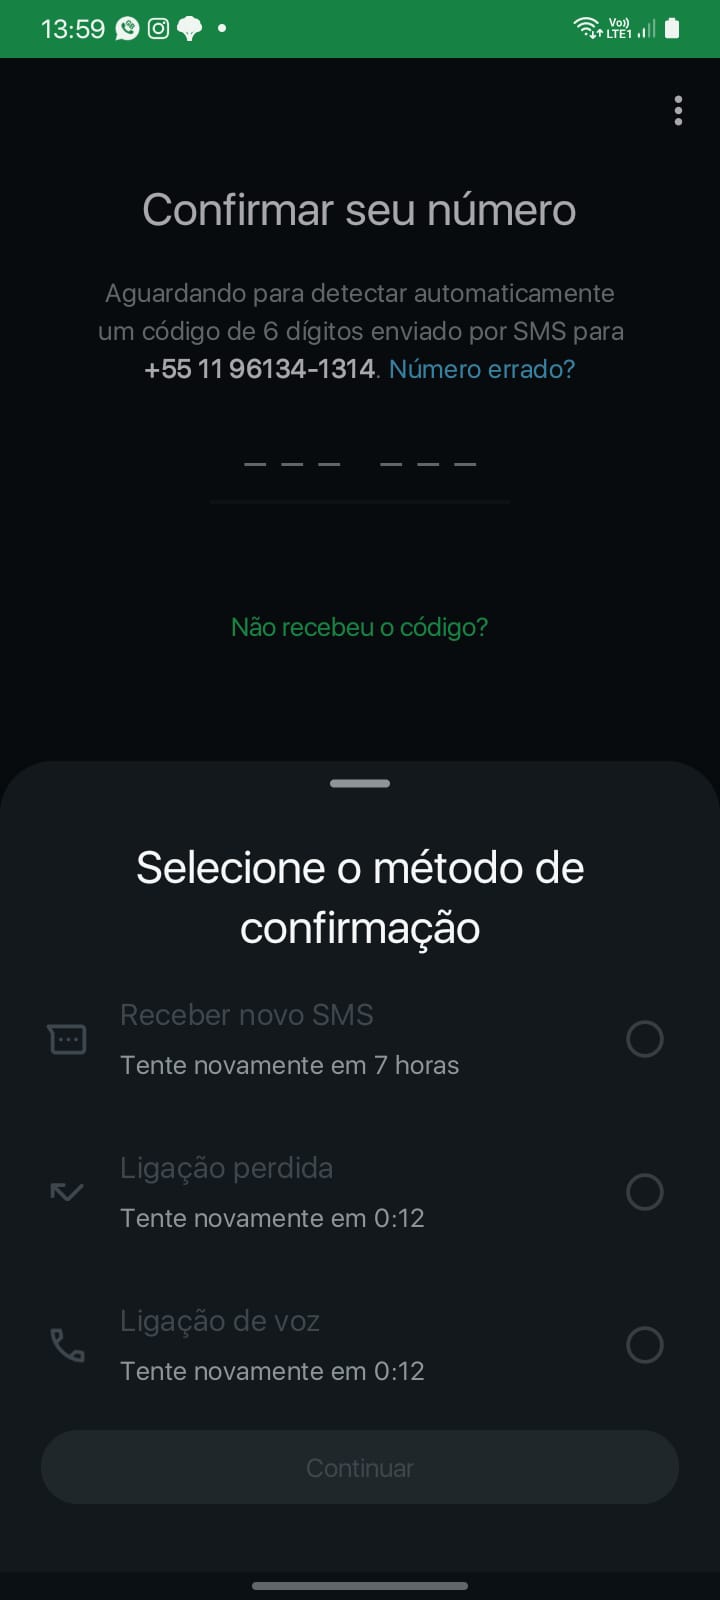 13:59
Vo))
LTE1
Confirmar seu número
Aguardando para detectar automaticamente
um código de 6 dígitos enviado por SMS para
+55 11 96134-1314. Número errado?
Não recebeu o código?
Selecione o método de
confirmação
Receber novo SMS
Tente novamente em 7 horas
Ligação perdida
Tente novamente em 0:12
Ligação de voz
Tente novamente em 0:12
Continuar